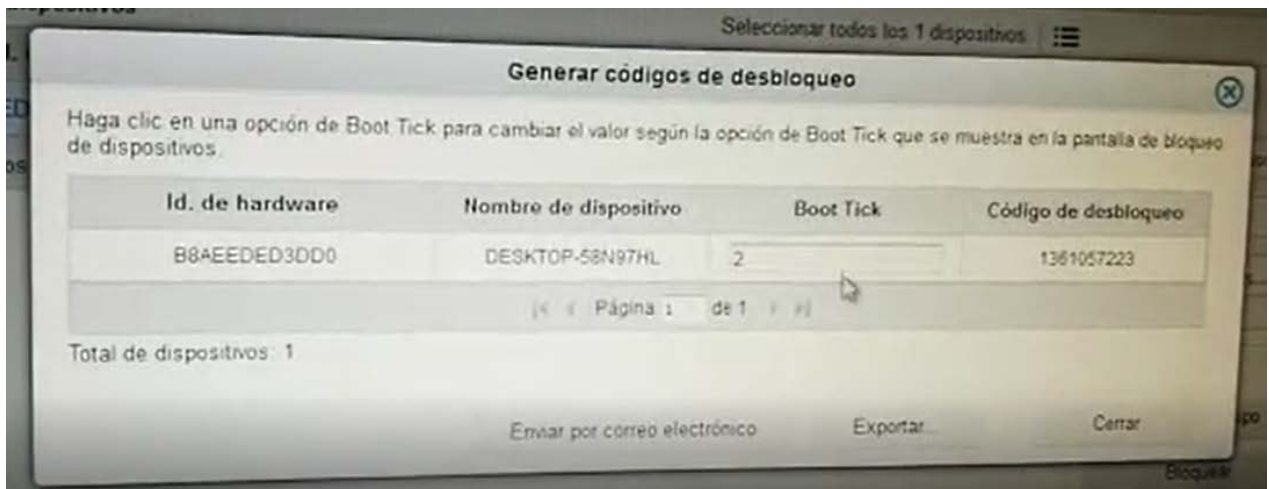 Seleccionar todos los 1 dispositivos
Generar códigos de desbloqueo
Haga clic en una opción de Boot Tick para cambiar el valor según la opción de Boot Tick que se muestra en la pantalla de bloqueo
de dispositivos.
Id. de hardware Nombre de dispositivo Boot Tick Código de desbloqueo
B8AEEDED3DD0 DESKTOP-58N97HL 2 1361057223
Página 1 de 1
Total de dispositivos: 1
Enviar por correo electrónico Exportar... Cerrar
Bloquear